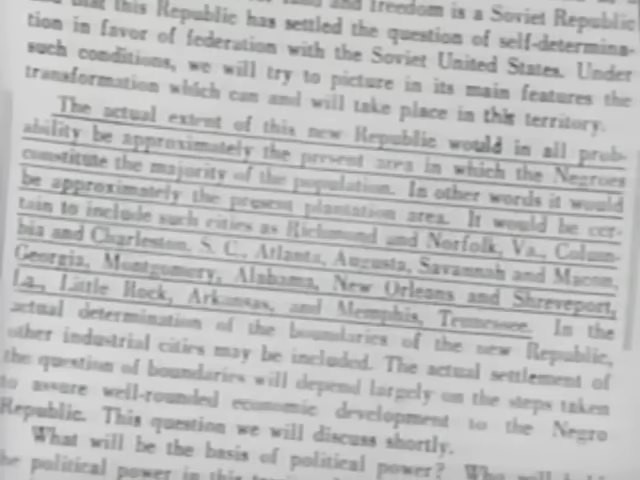 that this Republic has settled the question of self-determina-
tion in favor of federation with the Soviet United States. Under
such conditions, we will try to picture in its main features the
transformation which can and will take place in this territory.
The actual extent of this new Republic would in all prob-
ability be approximately the present area in which the Negroes
constitute the majority of the population. In other words it would
be approximately the present plantation area. It would be cer-
tain to include such cities as Richmond and Norfolk, Va., Colum-
bia and Charleston, S. C., Atlanta, Augusta, Savannah and Macon,
Georgia, Montgomery, Alabama, New Orleans and Shreveport,
La., Little Rock, Arkansas, and Memphis, Tennessee. In the
actual determination of the boundaries of the new Republic,
other industrial cities may be included. The actual settlement of
the question of boundaries will depend largely on the steps taken
to assure well-rounded economic development to the Negro
Republic. This question we will discuss shortly.
What will be the basis of political power? Who will
the political power in this